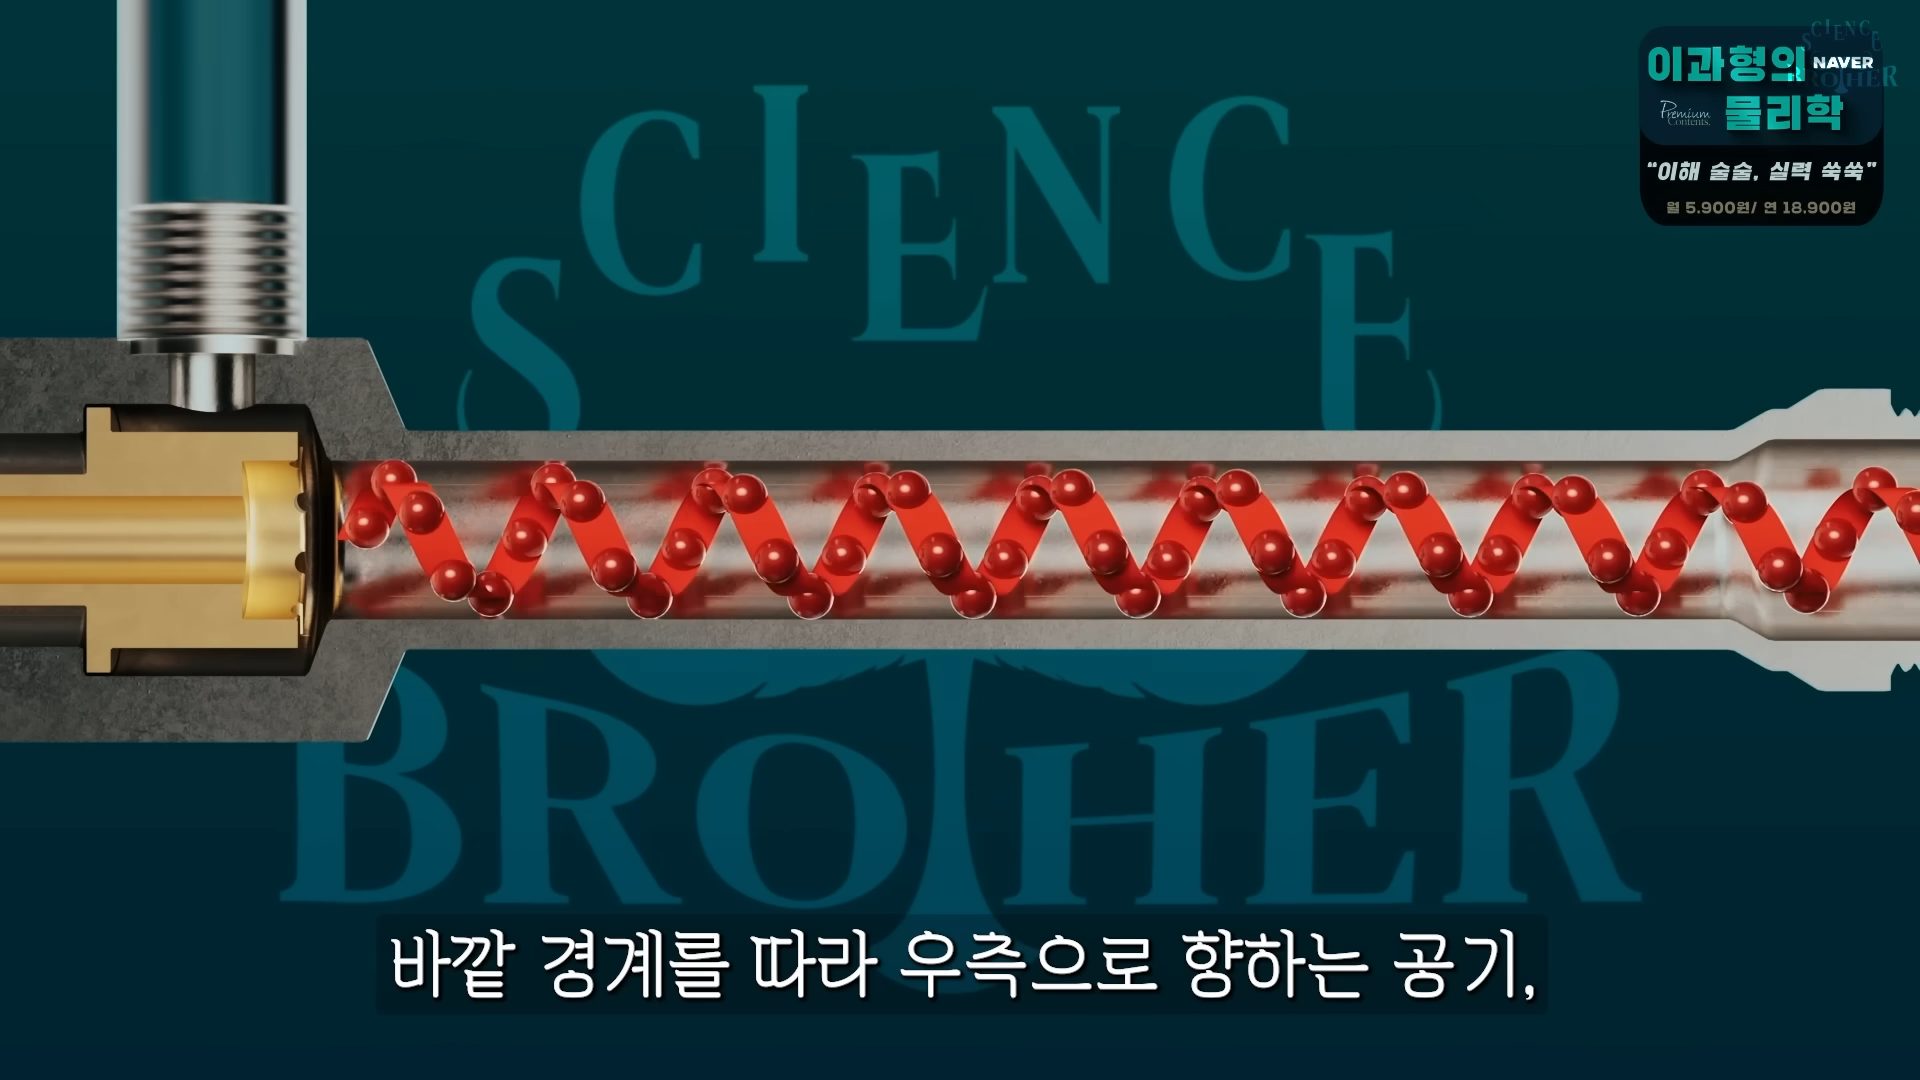 SCIENCE
BROTHER
이과형의 NAVER
Premium Contents. 물리학
“이해 술술, 실력 쑥쑥”
월 5.900원/ 연 18.900원
SCIENCE
BROTHER
바깥 경계를 따라 우측으로 향하는 공기,